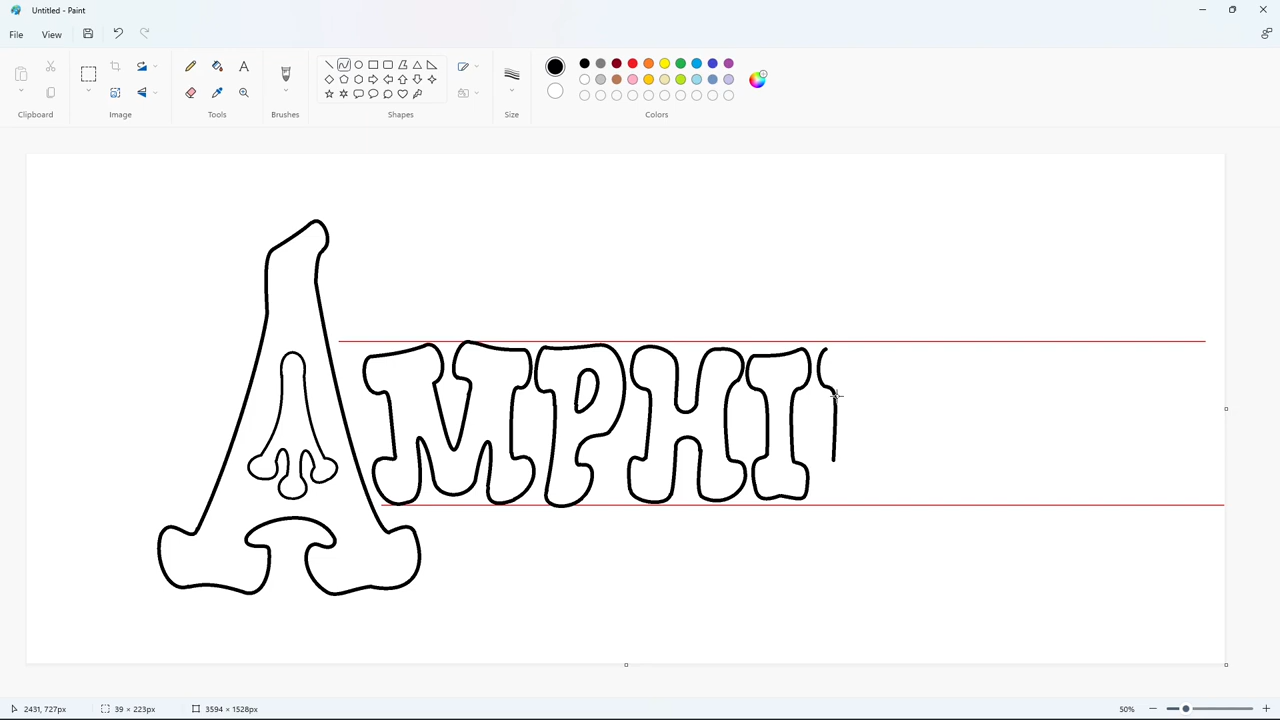 Untitled - Paint
File View
Clipboard Image Tools Brushes Shapes Size Colors
AMPHI
2431, 727px 39 × 223px 3594 × 1528px 50%